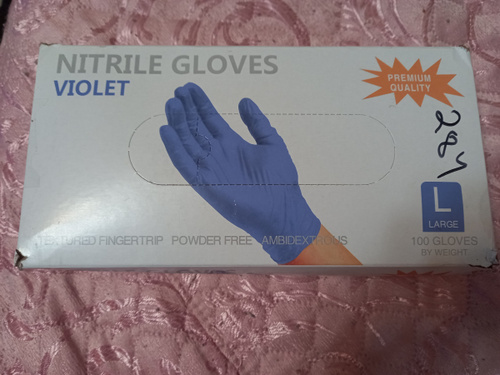 NITRILE GLOVES
VIOLET
PREMIUM
QUALITY
L
LARGE
TEXTURED FINGERTRIP POWDER FREE AMBIDEXTROUS
100 GLOVES
BY WEIGHT